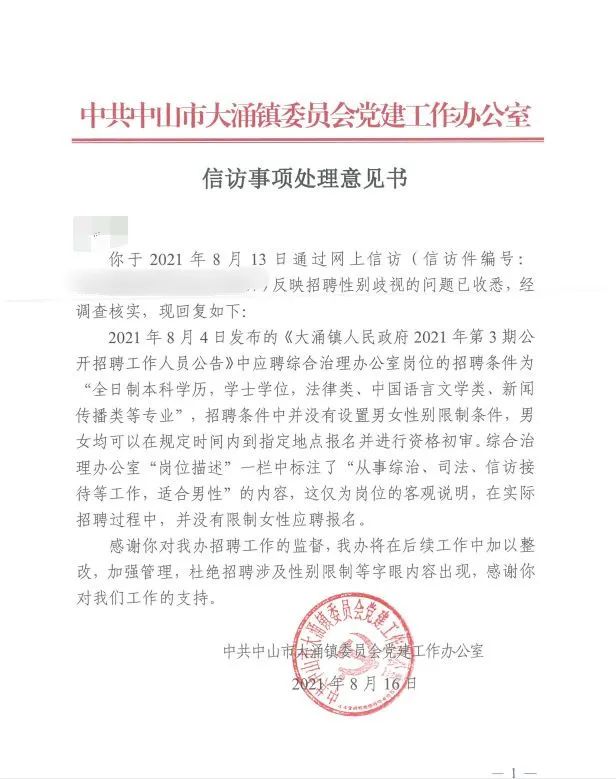 中共中山市大涌镇委员会党建工作办公室
信访事项处理意见书
你于 2021 年 8 月 13 日通过网上信访（信访件编号：
）反映招聘性别歧视的问题已收悉，经
调查核实，现回复如下：
2021 年 8 月 4 日发布的《大涌镇人民政府 2021 年第 3 期公
开招聘工作人员公告》中应聘综合治理办公室岗位的招聘条件为
“全日制本科学历，学士学位，法律类、中国语言文学类、新闻
传播类等专业”，招聘条件中并没有设置男女性别限制条件，男
女均可以在规定时间内到指定地点报名并进行资格初审。综合治
理办公室“岗位描述”一栏中标注了“从事综治、司法、信访接
待等工作，适合男性”的内容，这仅为岗位的客观说明，在实际
招聘过程中，并没有限制女性应聘报名。
感谢你对我办招聘工作的监督，我办将在后续工作中加以整
改，加强管理，杜绝招聘涉及性别限制等字眼内容出现，感谢你
对我们工作的支持。
中共中山市大涌镇委员会党建工作办公室
2021 年 8 月 16 日
中共中山市大涌镇委员会党建工作办公室
— 1 —